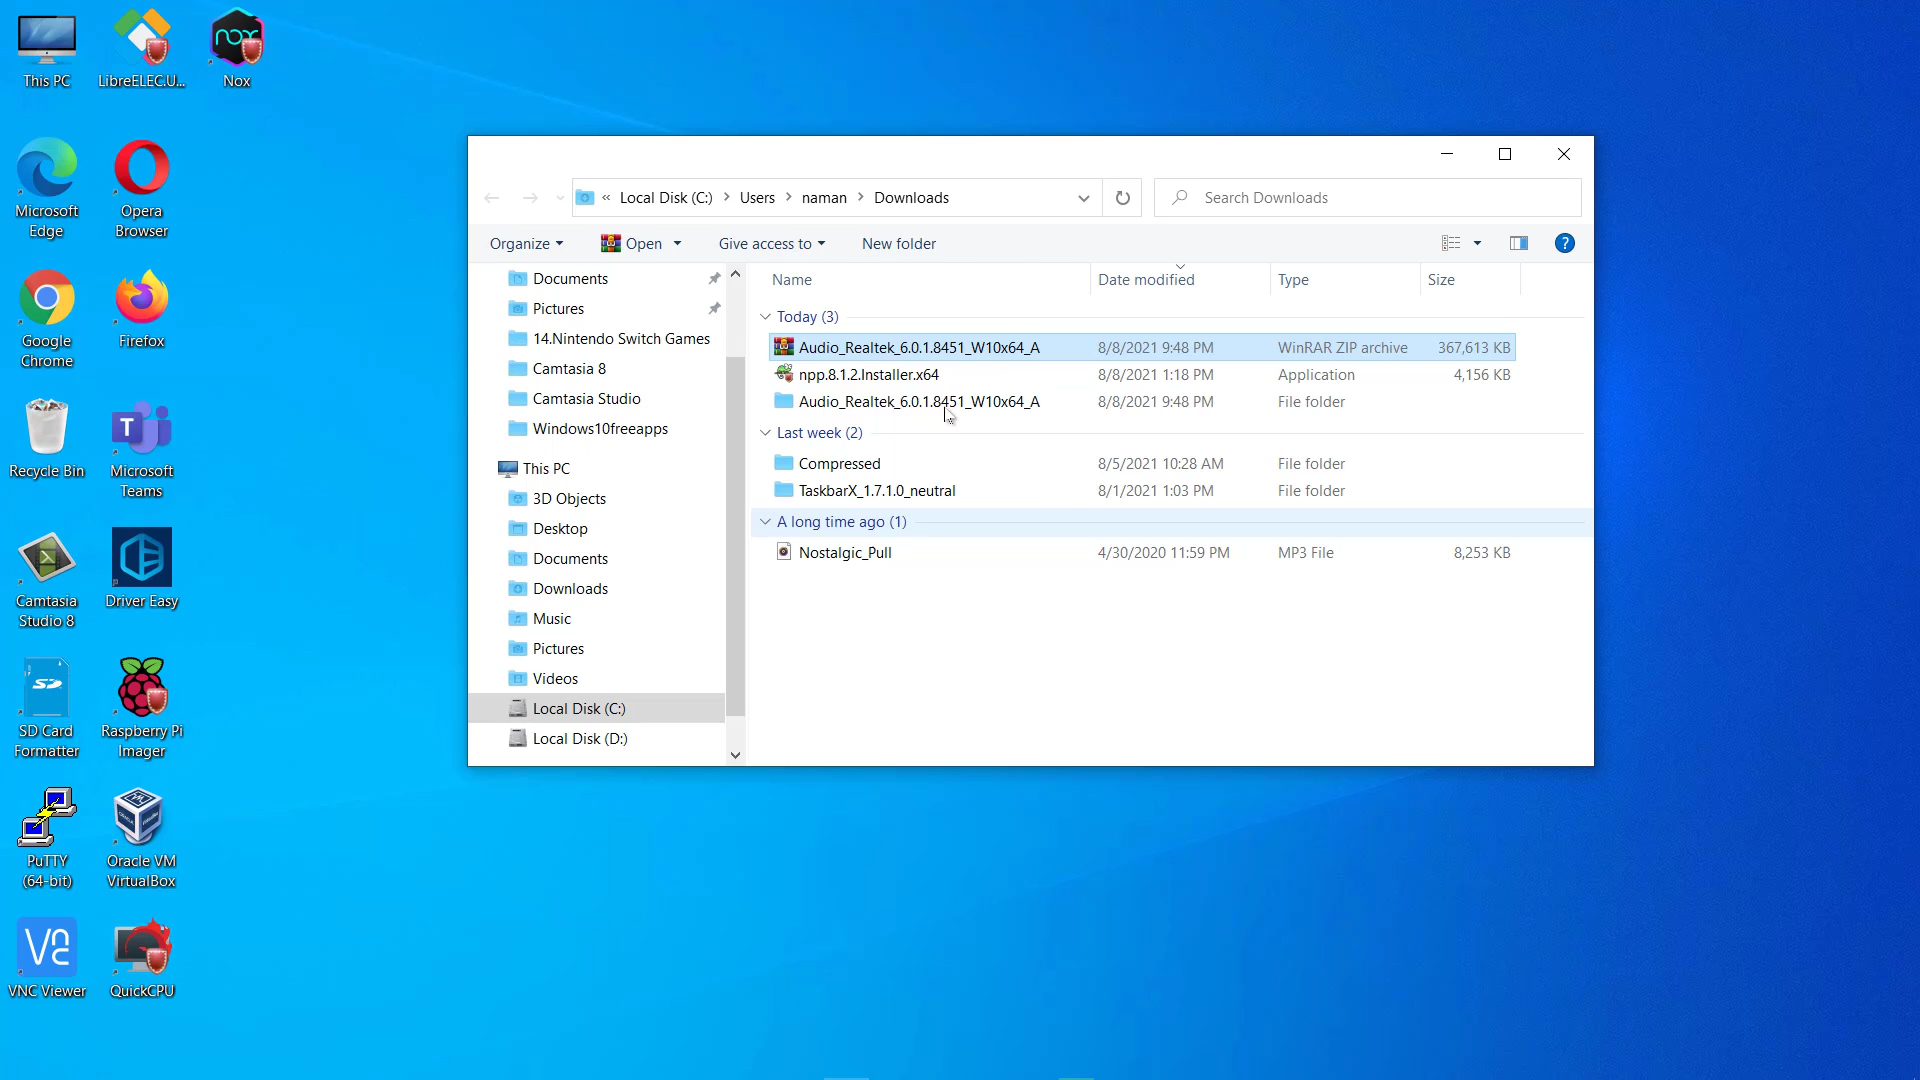 This PC
LibreELEC.U...
Nox
Microsoft
Edge
Opera
Browser
Google
Chrome
Firefox
Recycle Bin
Microsoft
Teams
Camtasia
Studio 8
Driver Easy
SD Card
Formatter
Raspberry Pi
Imager
PuTTY
(64-bit)
Oracle VM
VirtualBox
VNC Viewer
QuickCPU
« Local Disk (C:) > Users > naman > Downloads
Search Downloads
Organize
Open
Give access to
New folder
?
Documents
Pictures
14.Nintendo Switch Games
Camtasia 8
Camtasia Studio
Windows10freeapps
This PC
3D Objects
Desktop
Documents
Downloads
Music
Pictures
Videos
Local Disk (C:)
Local Disk (D:)
Name Date modified Type Size
Today (3)
Audio_Realtek_6.0.1.8451_W10x64_A 8/8/2021 9:48 PM WinRAR ZIP archive 367,613 KB
npp.8.1.2.Installer.x64 8/8/2021 1:18 PM Application 4,156 KB
Audio_Realtek_6.0.1.8451_W10x64_A 8/8/2021 9:48 PM File folder
Last week (2)
Compressed 8/5/2021 10:28 AM File folder
TaskbarX_1.7.1.0_neutral 8/1/2021 1:03 PM File folder
A long time ago (1)
Nostalgic_Pull 4/30/2020 11:59 PM MP3 File 8,253 KB